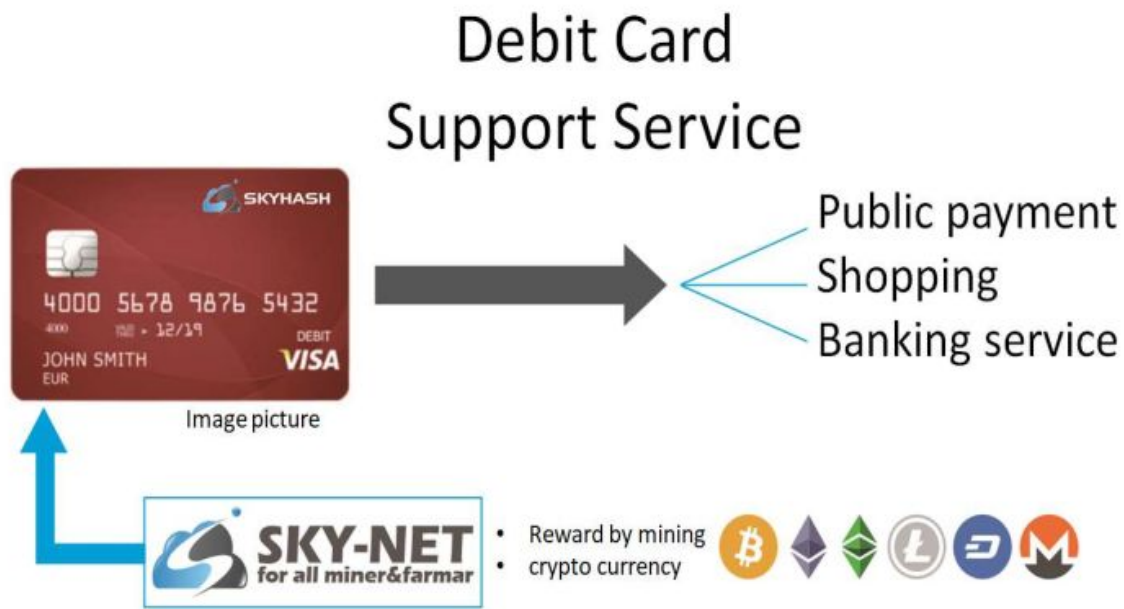 Debit Card
Support Service
SKYHASH
4000 5678 9876 5432
4000 12/19
DEBIT
JOHN SMITH
VISA
EUR
Image picture
Public payment
Shopping
Banking service
SKY-NET
for all miner&farmar
• Reward by mining
• crypto currency